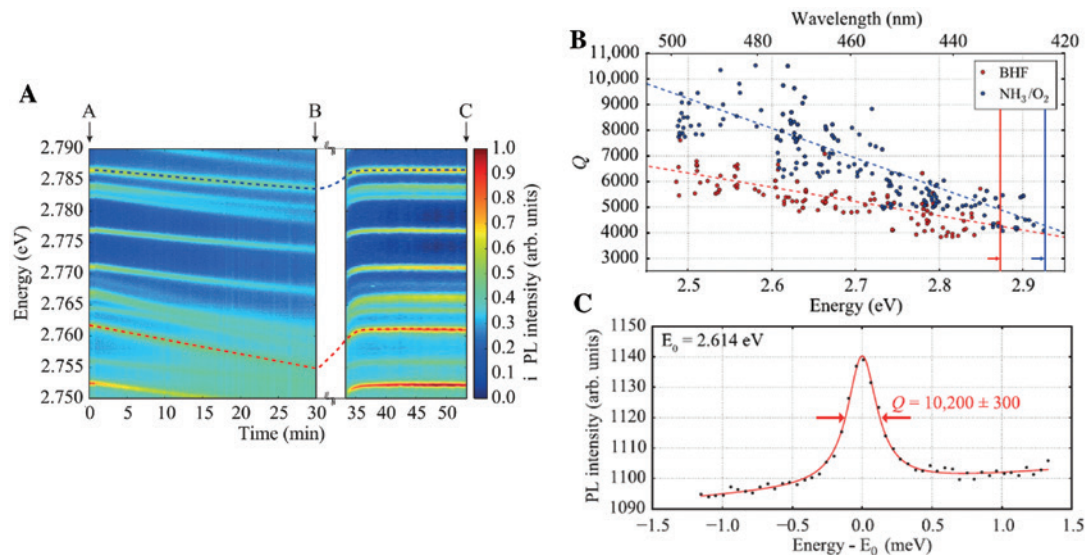 A
A B C
2.790
2.785
2.780
2.775
2.770
2.765
2.760
2.755
2.750
Energy (eV)
0 5 10 15 20 25 30 35 40 45 50
Time (min)
1.0
0.9
0.8
0.7
0.6
0.5
0.4
0.3
0.2
0.1
0.0
i PL intensity (arb. units)
B
Wavelength (nm)
500 480 460 440 420
11,000
10,000
9000
8000
7000
6000
5000
4000
3000
Q
BHF
NH₃/O₂
2.5 2.6 2.7 2.8 2.9
Energy (eV)
C
1150
1140
1130
1120
1110
1100
1090
PL intensity (arb. units)
E₀ = 2.614 eV
Q = 10,200 ± 300
−1.5 −1.0 −0.5 0.0 0.5 1.0 1.5
Energy - E₀ (meV)